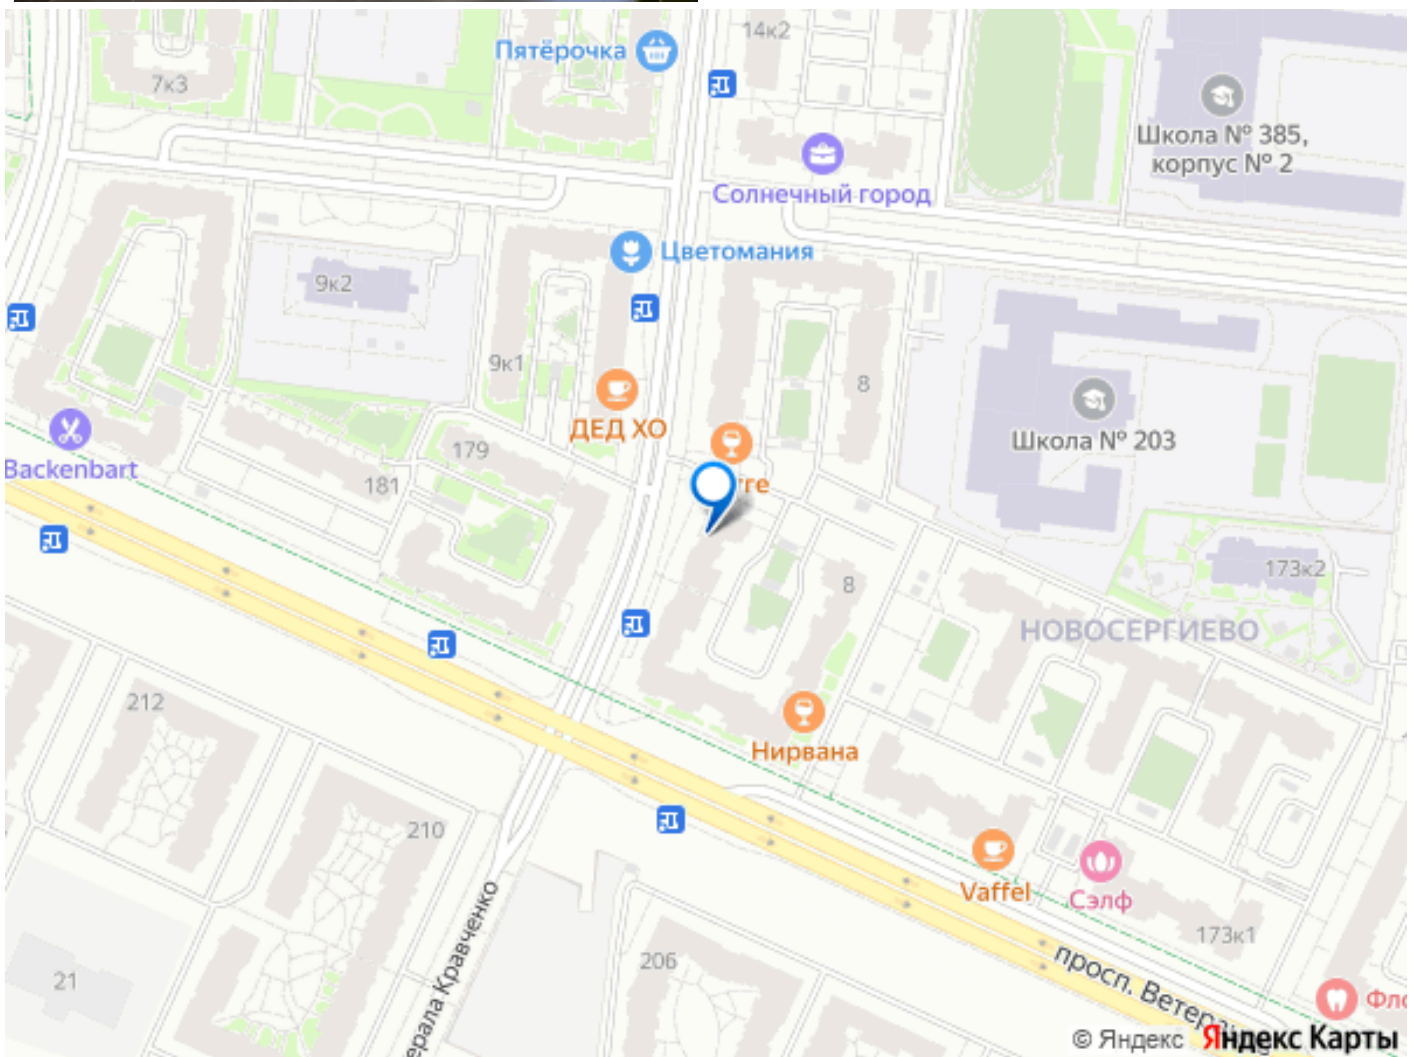 14к2
Пятёрочка
7к3
Школа № 385,
корпус № 2
Солнечный город
Цветомания
9к2
9к1
8
ДЕД ХО
Школа № 203
179
Backenbart
181
173к2
8
НОВОСЕРГИЕВО
212
Нирвана
210
Vaffel
Сэлф
173к1
206
21
просп.
© Яндекс
Яндекс Карты
Кравченко